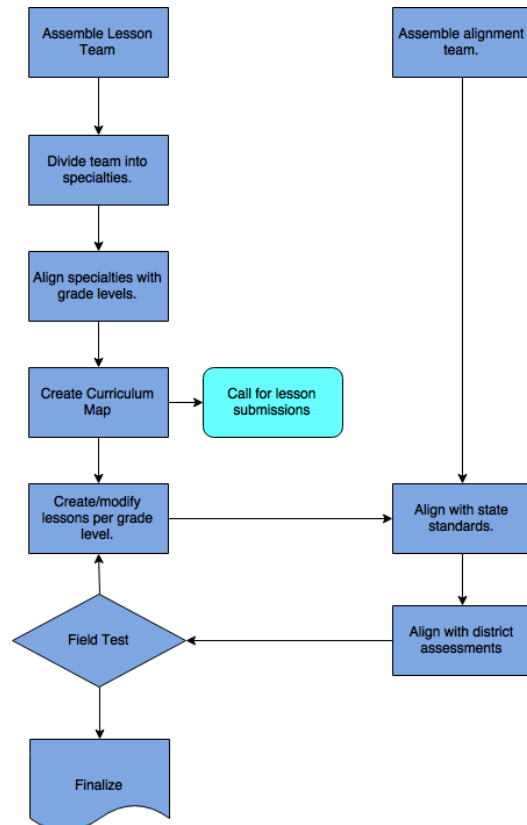 Assemble Lesson
Team
Assemble alignment
team.
Divide team into
specialties.
Align specialties with
grade levels.
Create Curriculum
Map
Call for lesson
submissions
Create/modify
lessons per grade
level.
Align with state
standards.
Field Test
Align with district
assessments
Finalize